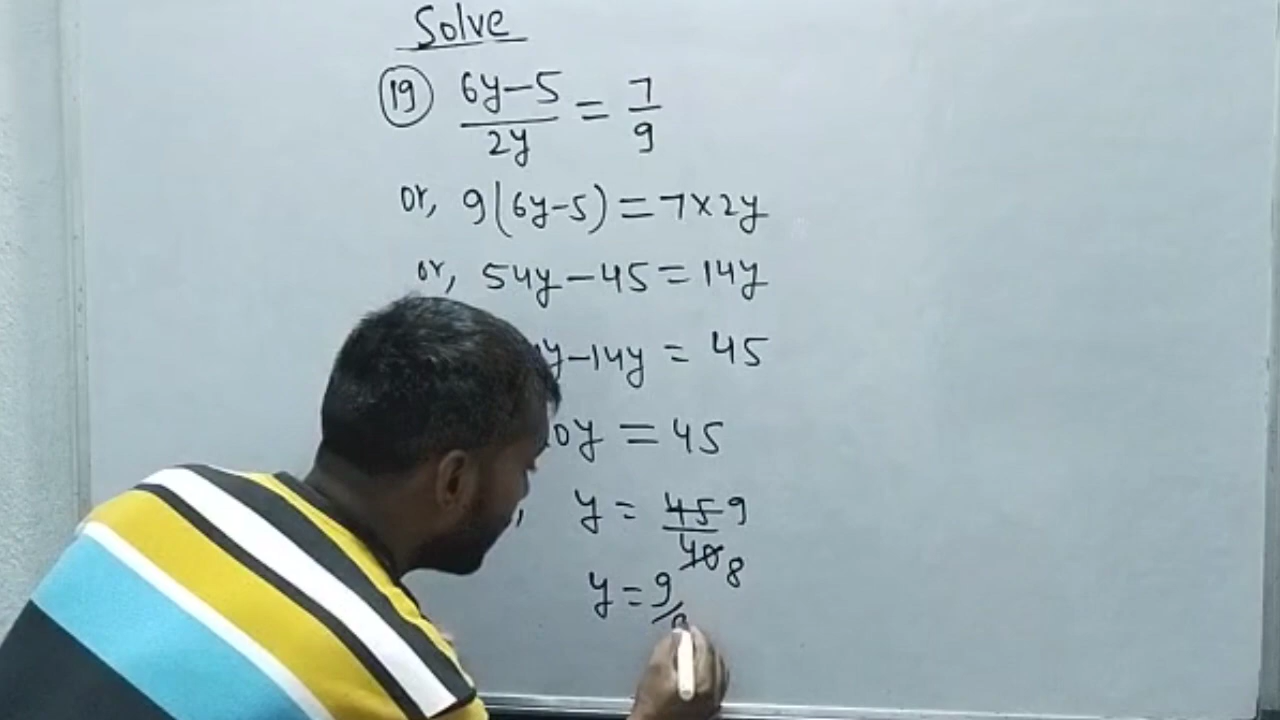 Solve
(19) (6y-5)/(2y) = 7/9
or, 9(6y-5) = 7×2y
or, 54y-45 = 14y
y-14y = 45
0y = 45
, y = 45/40 9 8
y = 9/